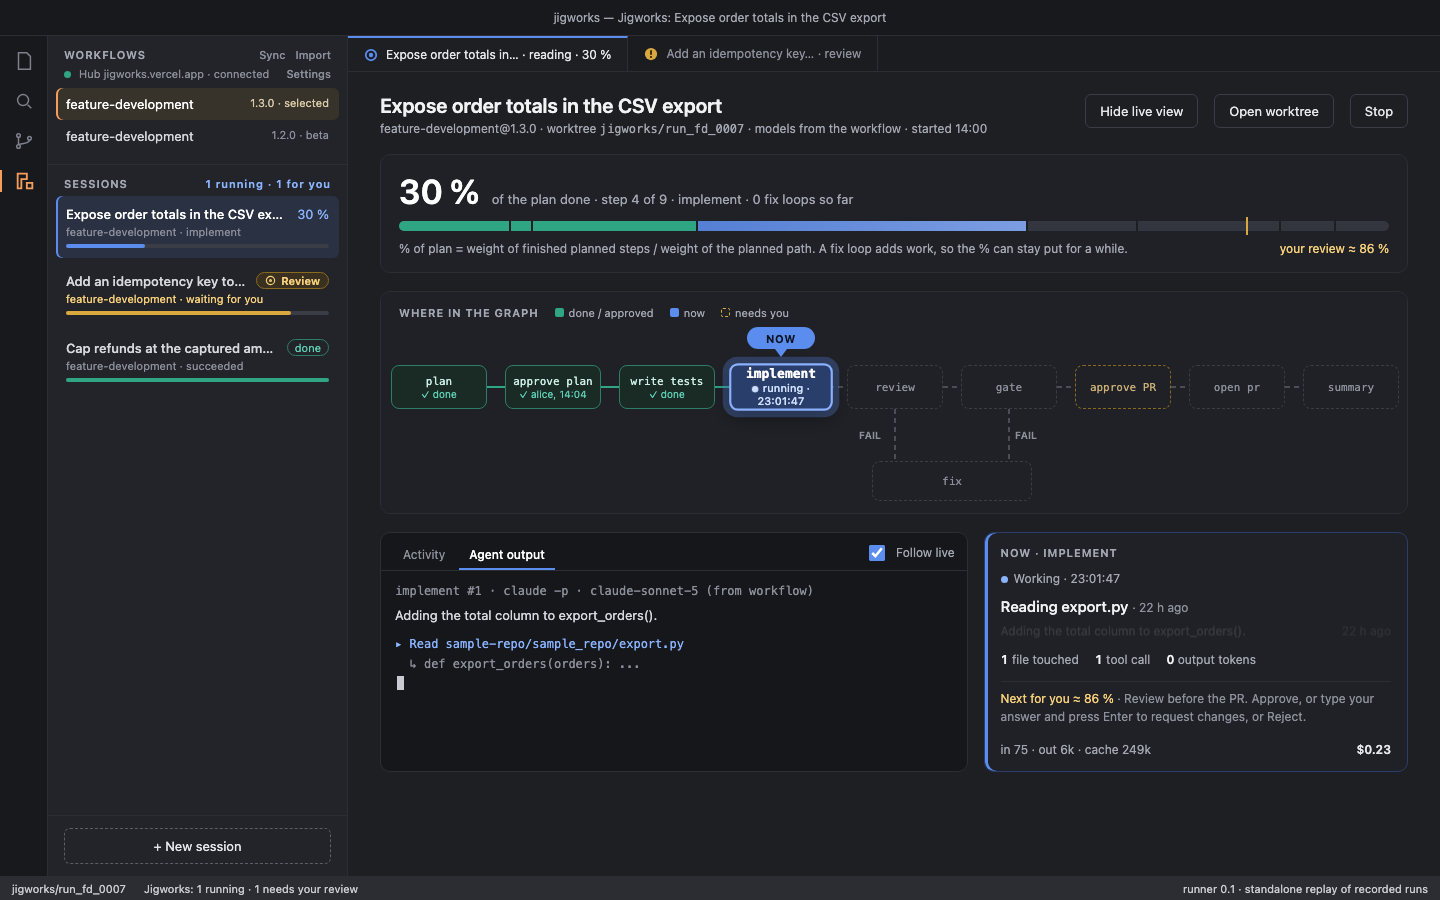 jigworks — Jigworks: Expose order totals in the CSV export
WORKFLOWS Sync Import
Hub jigworks.vercel.app · connected Settings
feature-development 1.3.0 · selected
feature-development 1.2.0 · beta
SESSIONS 1 running · 1 for you
Expose order totals in the CSV ex... 30 %
feature-development · implement
Add an idempotency key to... Review
feature-development · waiting for you
Cap refunds at the captured am... done
feature-development · succeeded
+ New session
Expose order totals in... · reading · 30 %
Add an idempotency key... · review
Expose order totals in the CSV export
feature-development@1.3.0 · worktree jigworks/run_fd_0007 · models from the workflow · started 14:00
Hide live view Open worktree Stop
30 % of the plan done · step 4 of 9 · implement · 0 fix loops so far
% of plan = weight of finished planned steps / weight of the planned path. A fix loop adds work, so the % can stay put for a while. your review ≈ 86 %
WHERE IN THE GRAPH done / approved now needs you
NOW
plan
✓ done
approve plan
✓ alice, 14:04
write tests
✓ done
implement
● running ·
23:01:47
review
gate
approve PR
open pr
summary
FAIL
FAIL
fix
Activity Agent output Follow live
implement #1 · claude -p · claude-sonnet-5 (from workflow)
Adding the total column to export_orders().
▸ Read sample-repo/sample_repo/export.py
↳ def export_orders(orders): ...
NOW · IMPLEMENT
Working · 23:01:47
Reading export.py · 22 h ago
Adding the total column to export_orders(). 22 h ago
1 file touched 1 tool call 0 output tokens
Next for you ≈ 86 % · Review before the PR. Approve, or type your
answer and press Enter to request changes, or Reject.
in 75 · out 6k · cache 249k $0.23
jigworks/run_fd_0007 Jigworks: 1 running · 1 needs your review
runner 0.1 · standalone replay of recorded runs